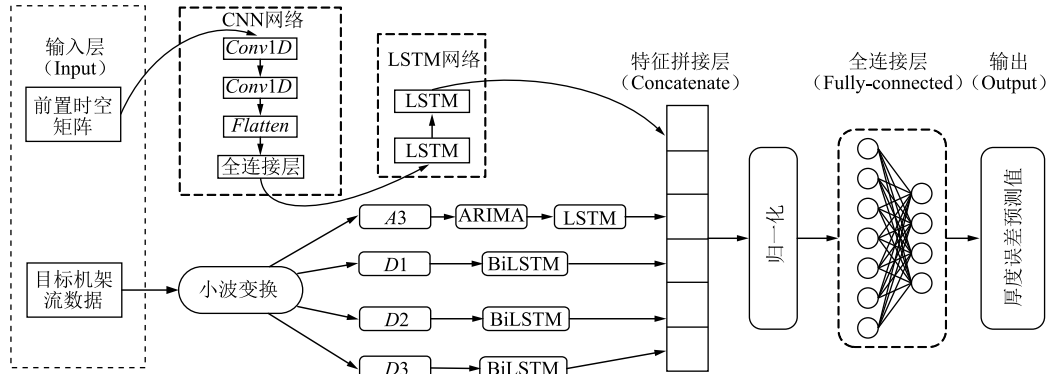 输入层
(Input)
前置时空
矩阵
目标机架
流数据
CNN网络
Conv1D
Conv1D
Flatten
全连接层
LSTM网络
LSTM
LSTM
小波变换
A3
ARIMA
LSTM
D1
BiLSTM
D2
BiLSTM
D3
BiLSTM
特征拼接层
(Concatenate)
归一化
全连接层
(Fully-connected)
输出
(Output)
厚度误差预测值